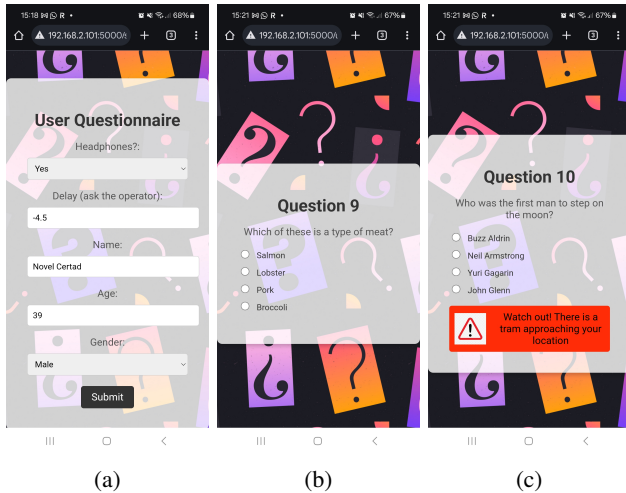 15:18 R • 68%
192.168.2.101:5000/ + 3
User Questionnaire
Headphones?:
Yes
Delay (ask the operator):
-4.5
Name:
Novel Certad
Age:
39
Gender:
Male
Submit
(a)
15:21 R • 67%
192.168.2.101:5000/ + 3
Question 9
Which of these is a type of meat?
Salmon
Lobster
Pork
Broccoli
(b)
15:21 R • 67%
192.168.2.101:5000/ + 3
Question 10
Who was the first man to step on
the moon?
Buzz Aldrin
Neil Armstrong
Yuri Gagarin
John Glenn
Watch out! There is a
tram approaching your
location
(c)